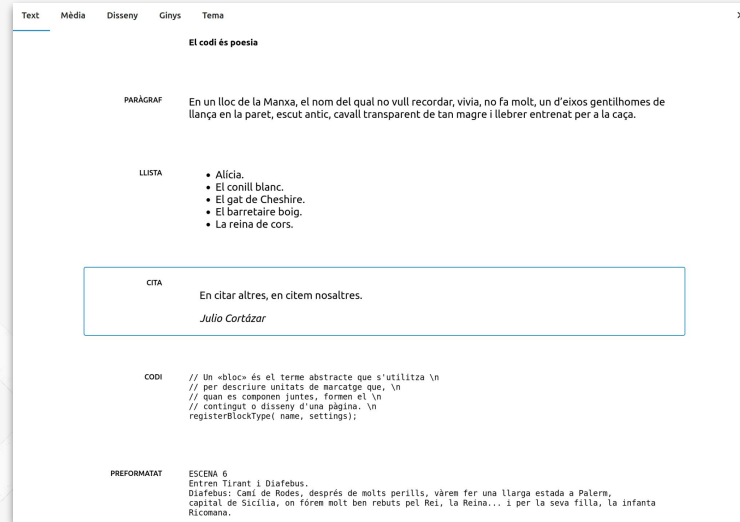 Text Mèdia Disseny Ginys Tema
El codi és poesia
PARÀGRAF
En un lloc de la Manxa, el nom del qual no vull recordar, vivia, no fa molt, un d’eixos gentilhomes de
llança en la paret, escut antic, cavall transparent de tan magre i llebrer entrenat per a la caça.
LLISTA
• Alícia.
• El conill blanc.
• El gat de Cheshire.
• El barretaire boig.
• La reina de cors.
CITA
En citar altres, en citem nosaltres.
Julio Cortázar
CODI
// Un «bloc» és el terme abstracte que s'utilitza \n
// per descriure unitats de marcatge que, \n
// quan es componen juntes, formen el \n
// contingut o disseny d'una pàgina. \n
registerBlockType( name, settings);
PREFORMATAT
ESCENA 6
Entren Tirant i Diafebus.
Diafebus: Camí de Rodes, després de molts perills, vàrem fer una llarga estada a Palerm,
capital de Sicília, on fórem molt ben rebuts pel Rei, la Reina... i per la seva filla, la infanta
Ricomana.